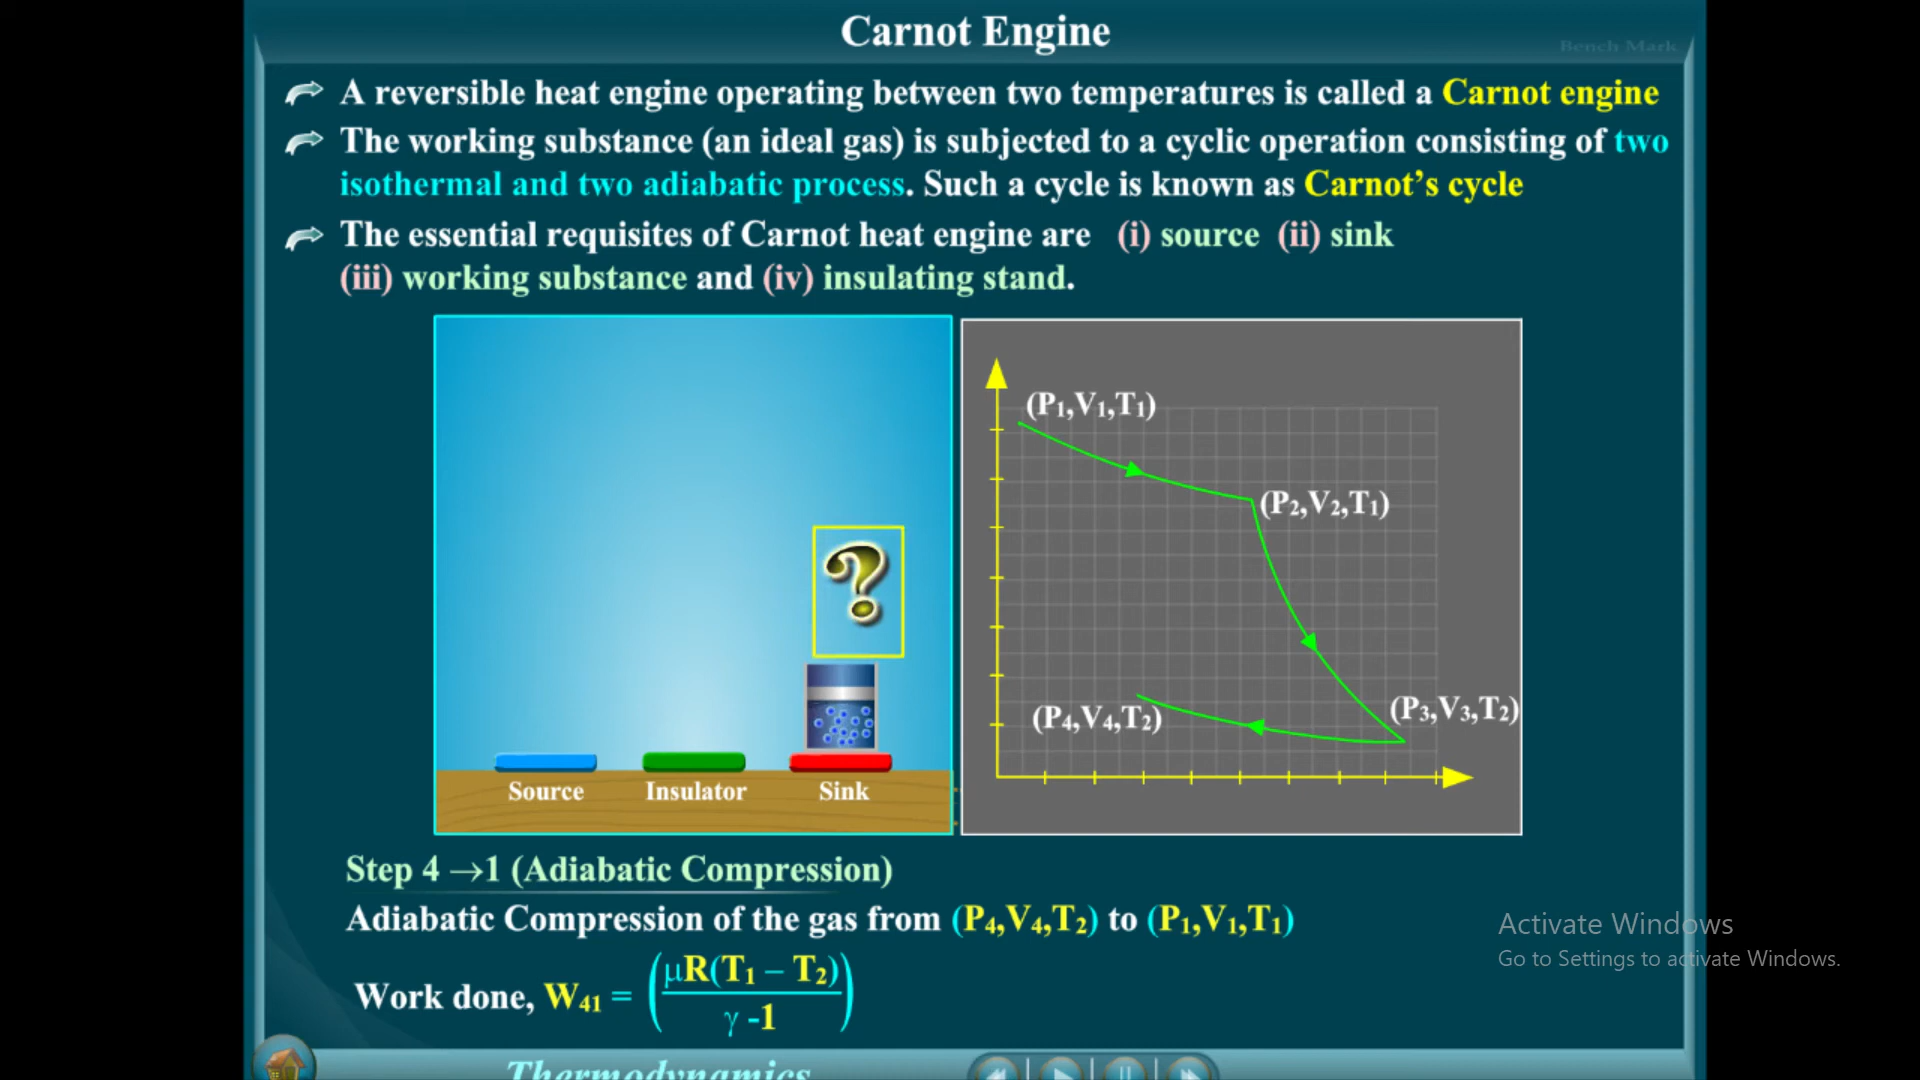 Carnot Engine
Bench Mark
A reversible heat engine operating between two temperatures is called a Carnot engine
The working substance (an ideal gas) is subjected to a cyclic operation consisting of two
isothermal and two adiabatic process. Such a cycle is known as Carnot’s cycle
The essential requisites of Carnot heat engine are (i) source (ii) sink
(iii) working substance and (iv) insulating stand.
?
Source Insulator Sink
(P₁,V₁,T₁)
(P₂,V₂,T₁)
(P₃,V₃,T₂)
(P₄,V₄,T₂)
Step 4 →1 (Adiabatic Compression)
Adiabatic Compression of the gas from (P₄,V₄,T₂) to (P₁,V₁,T₁)
Work done, W₄₁ = (μR(T₁ – T₂) / γ -1)
Activate Windows
Go to Settings to activate Windows.
Thermodynamics